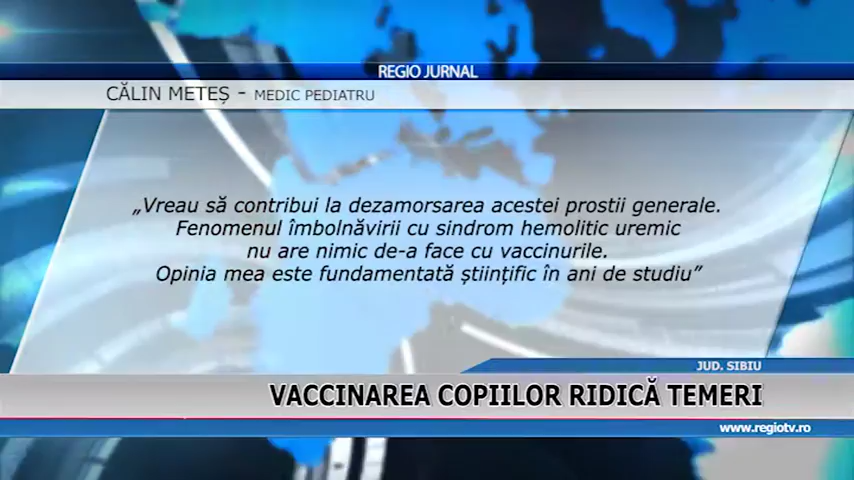 REGIO JURNAL
CĂLIN METEȘ - MEDIC PEDIATRU
„Vreau să contribui la dezamorsarea acestei prostii generale.
Fenomenul îmbolnăvirii cu sindrom hemolitic uremic
nu are nimic de-a face cu vaccinurile.
Opinia mea este fundamentată științific în ani de studiu”
JUD. SIBIU
VACCINAREA COPIILOR RIDICĂ TEMERI
www.regiotv.ro